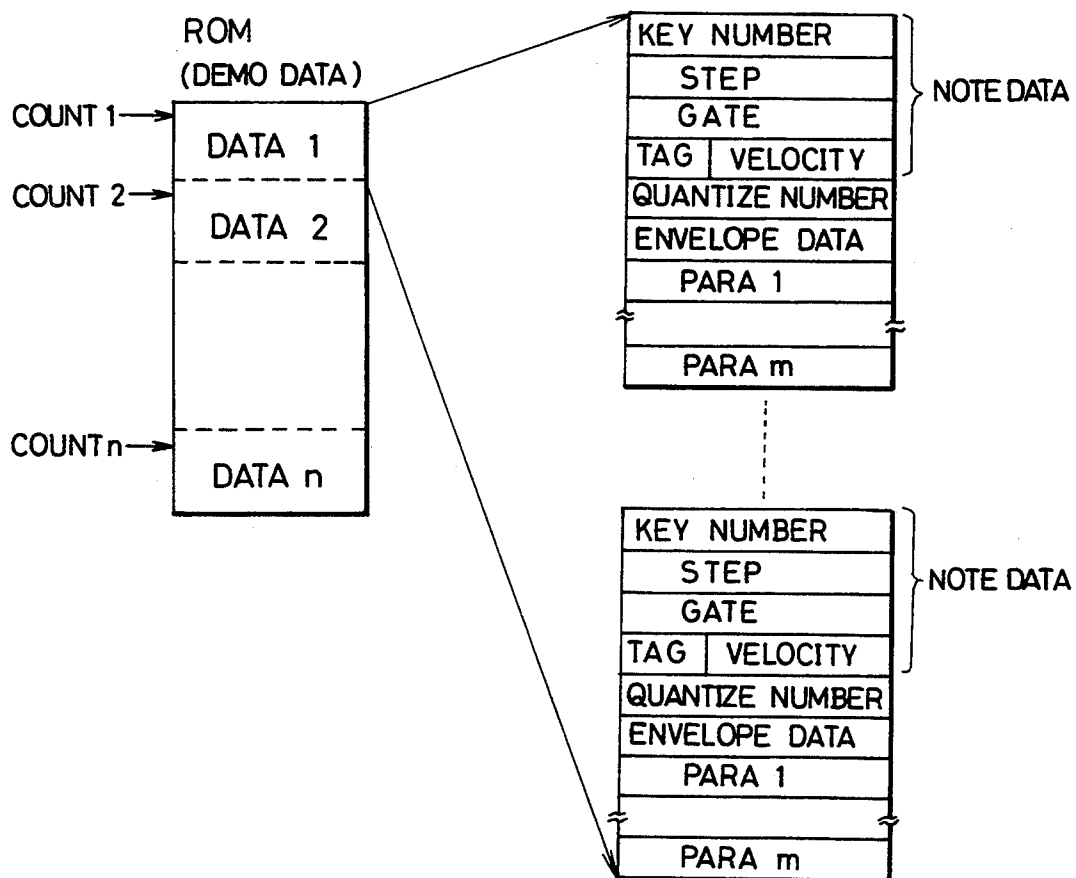 ROM
(DEMO DATA)
COUNT 1
DATA 1
COUNT 2
DATA 2
COUNT n
DATA n
KEY NUMBER
STEP
GATE
TAG VELOCITY
NOTE DATA
QUANTIZE NUMBER
ENVELOPE DATA
PARA 1
PARA m
KEY NUMBER
STEP
GATE
TAG VELOCITY
NOTE DATA
QUANTIZE NUMBER
ENVELOPE DATA
PARA 1
PARA m